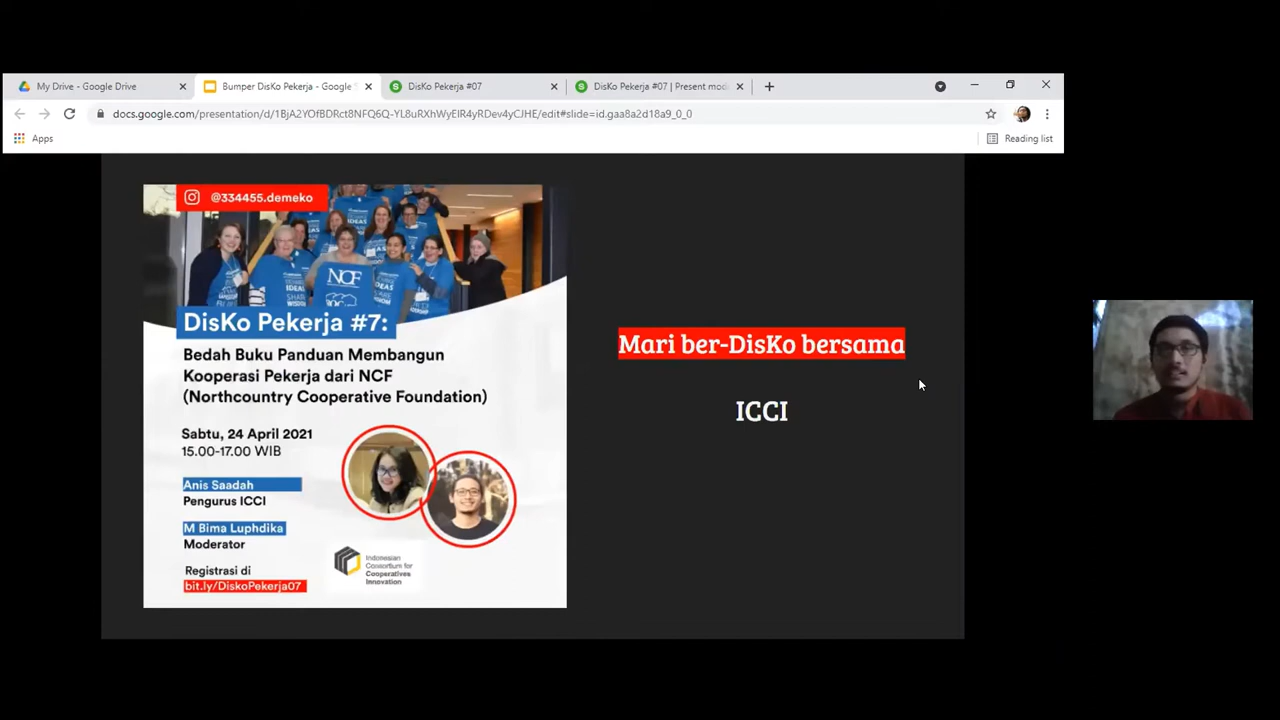 My Drive - Google Drive
Bumper DisKo Pekerja - Google
DisKo Pekerja #07
DisKo Pekerja #07 | Present mod
docs.google.com/presentation/d/1BjA2YOfBDRct8NFQ6Q-YL8uRXhWyElR4yRDev4yCJHE/edit#slide=id.gaa8a2d18a9_0_0
Apps
Reading list
@334455.demeko
NCF
DisKo Pekerja #7:
Bedah Buku Panduan Membangun
Kooperasi Pekerja dari NCF
(Northcountry Cooperative Foundation)
Sabtu, 24 April 2021
15.00-17.00 WIB
Anis Saadah
Pengurus ICCI
M Bima Luphdika
Moderator
Registrasi di
bit.ly/DiskoPekerja07
Indonesian
Consortium for
Cooperatives
Innovation
Mari ber-DisKo bersama
ICCI